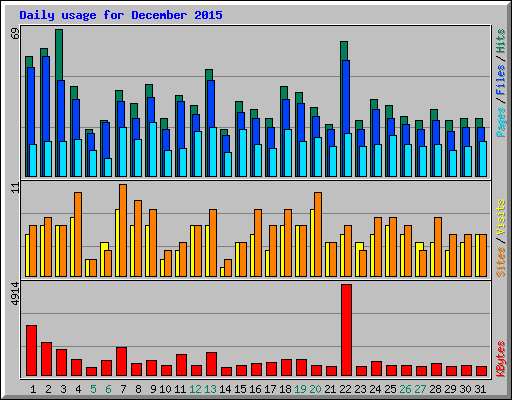 Daily usage for December 2015
69
Pages / Files / Hits
11
Sites / Visits
4914
KBytes
1 2 3 4 5 6 7 8 9 10 11 12 13 14 15 16 17 18 19 20 21 22 23 24 25 26 27 28 29 30 31